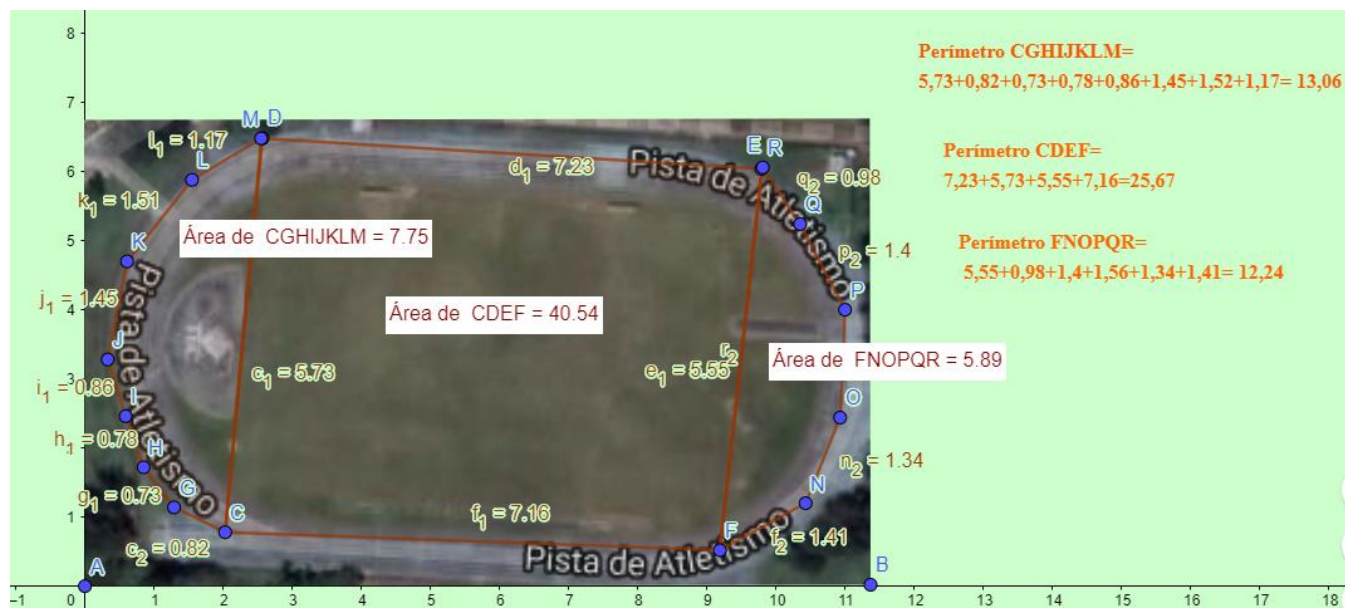 Perímetro CGHIJKLM=
5,73+0,82+0,73+0,78+0,86+1,45+1,52+1,17= 13,06
Perímetro CDEF=
7,23+5,73+5,55+7,16=25,67
Perímetro FNOPQR=
5,55+0,98+1,4+1,56+1,34+1,41= 12,24
8
7
6
5
4
3
1
M D
l₁ = 1.17
L
E R
d₁ = 7.23
Pista de Atletismo
q₂ = 0.98
k₁ = 1.51
Q
Área de CGHIJKLM = 7.75
K
p₂ = 1.4
Pista de Atletismo
P
j₁ = 1.45
Área de CDEF = 40.54
J
r₂
Área de FNOPQR = 5.89
c₁ = 5.73
e₁ = 5.55
i₁ = 0.86
I
O
h₁ = 0.78
H
n₂ = 1.34
g₁ = 0.73
G
N
C
f₁ = 7.16
F
f₂ = 1.41
c₂ = 0.82
Pista de Atletismo
A
B
−1 0 1 2 3 4 5 6 7 8 9 10 11 12 13 14 15 16 17 18